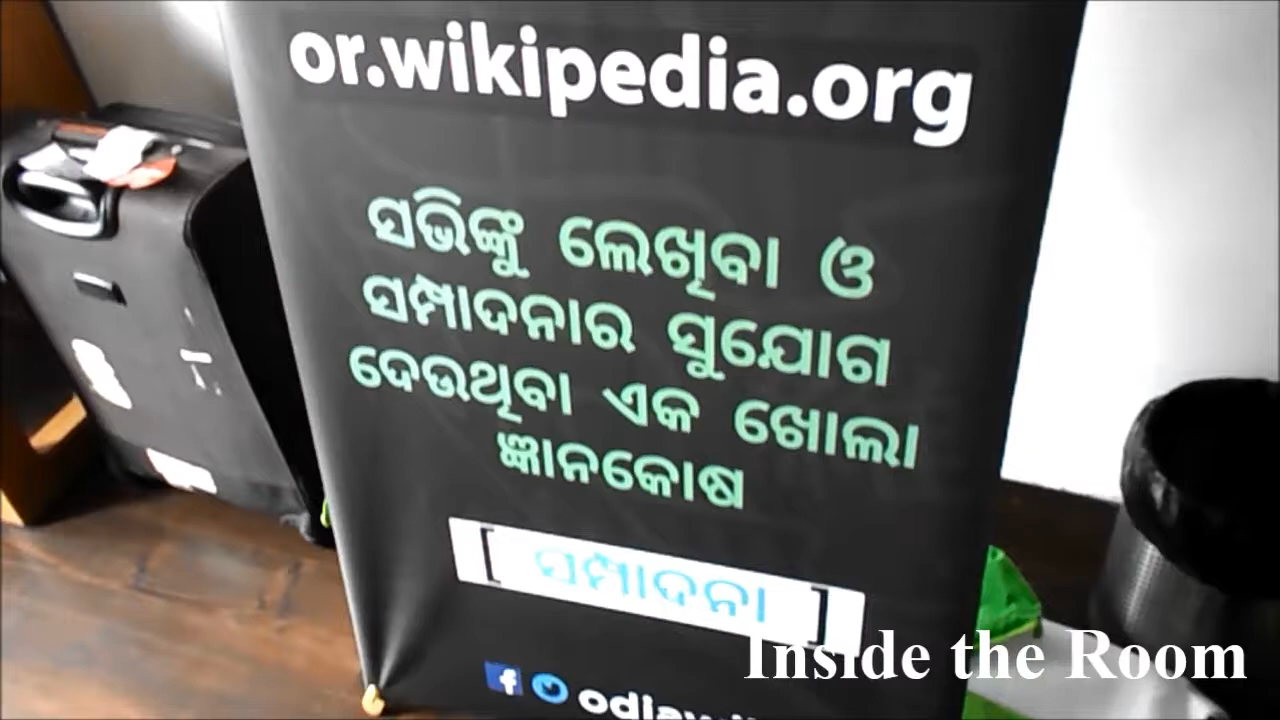 or.wikipedia.org
ସଭିଙ୍କୁ ଲେଖିବା ଓ
ସମ୍ପାଦନାର ସୁଯୋଗ
ଦେଉଥିବା ଏକ ଖୋଲା
ଜ୍ଞାନକୋଷ
[ ସମ୍ପାଦନା ]
Inside the Room